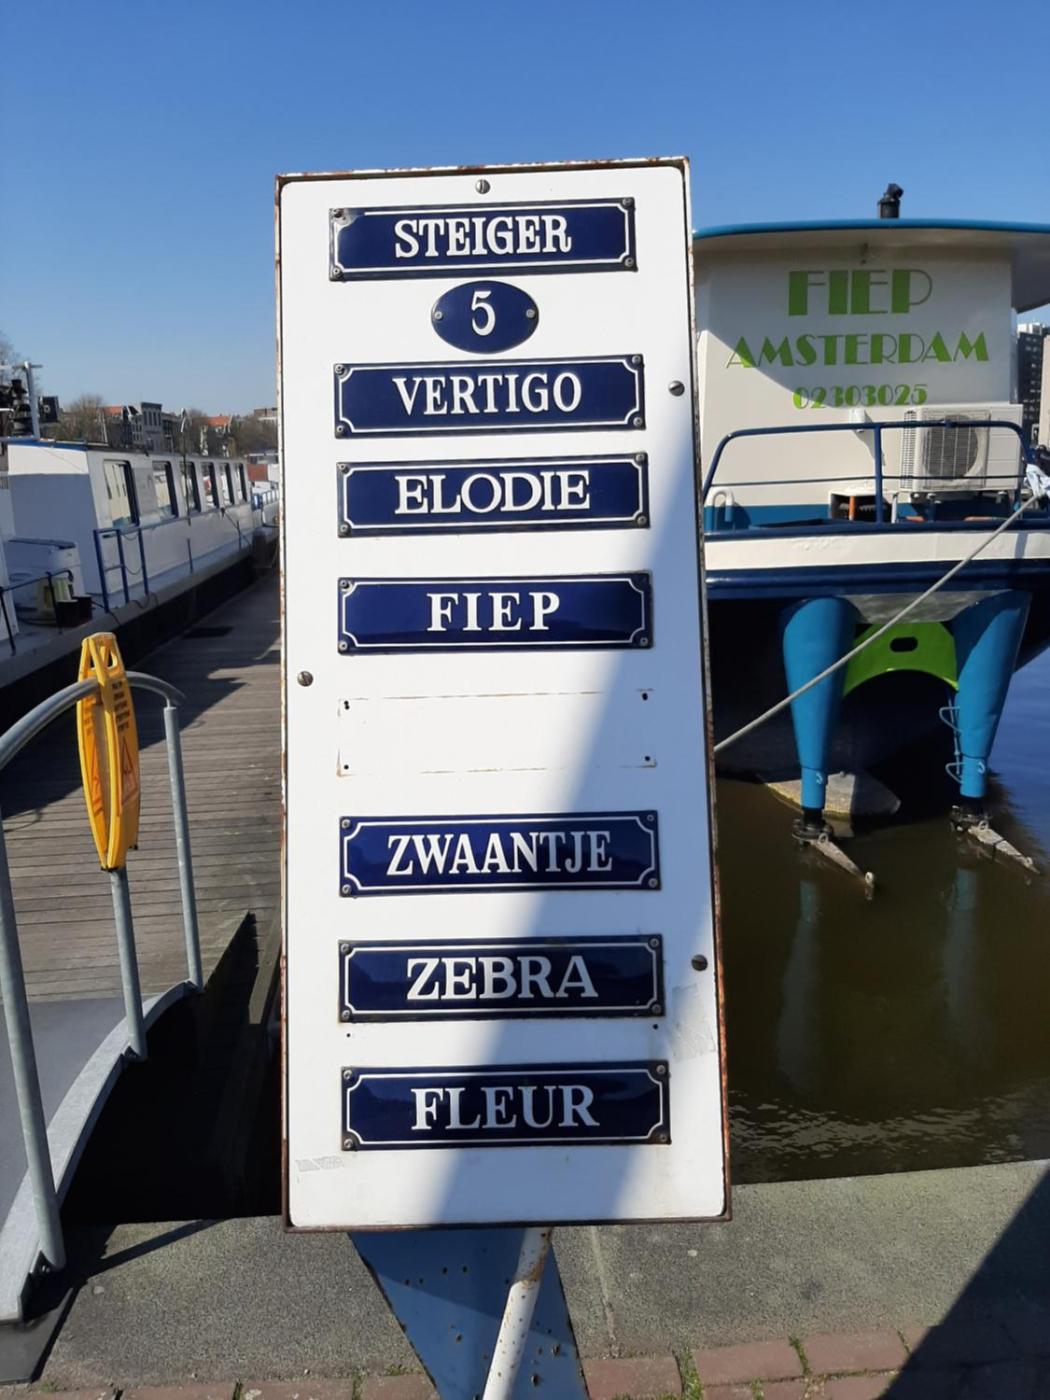 STEIGER
5
VERTIGO
ELODIE
FIEP
ZWAANTJE
ZEBRA
FLEUR
FIEP
AMSTERDAM
02303025